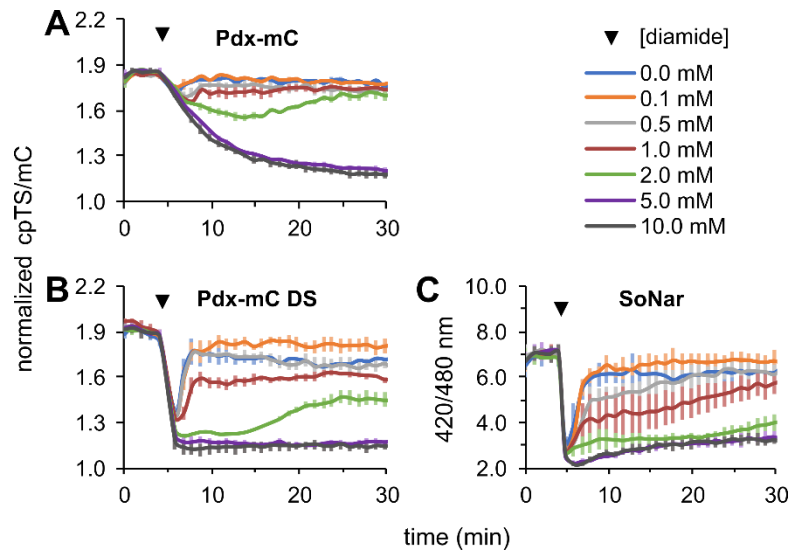 A
Pdx-mC
2.2
1.9
1.6
1.3
1.0
0
10
20
30
▼ [diamide]
0.0 mM
0.1 mM
0.5 mM
1.0 mM
2.0 mM
5.0 mM
10.0 mM
normalized cpTS/mC
B
Pdx-mC DS
2.2
1.9
1.6
1.3
1.0
0
10
20
30
C
SoNar
420/480 nm
10.0
8.0
6.0
4.0
2.0
0
10
20
30
time (min)